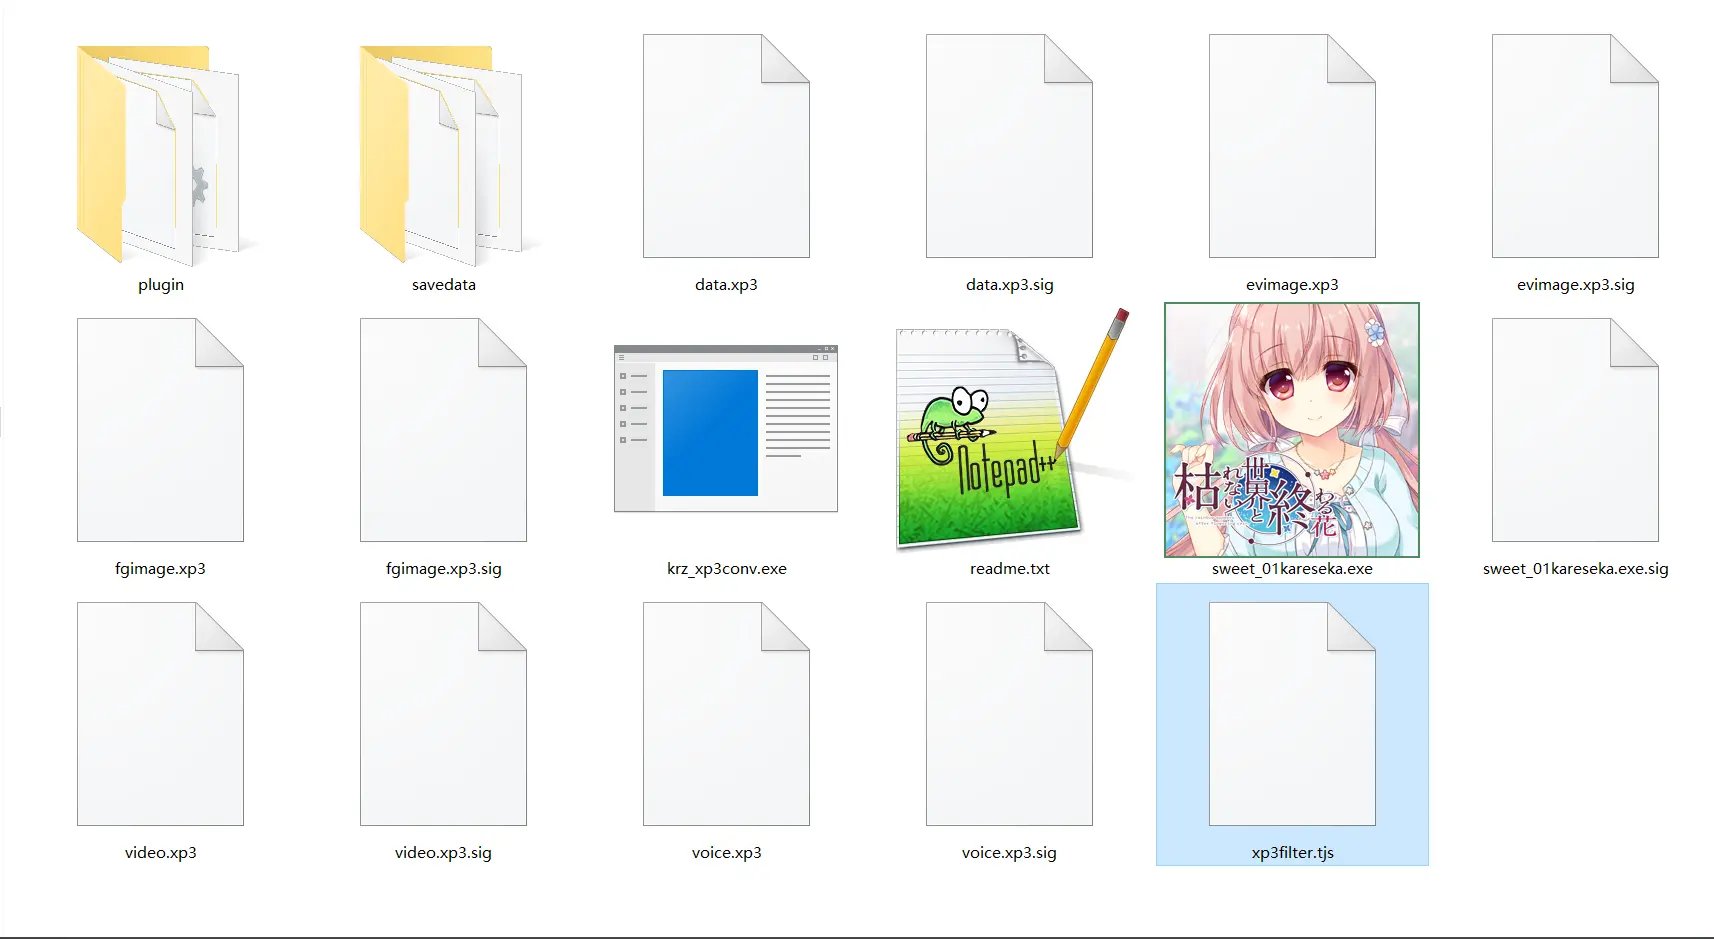 plugin
savedata
data.xp3
data.xp3.sig
evimage.xp3
evimage.xp3.sig
fgimage.xp3
fgimage.xp3.sig
krz_xp3conv.exe
Notepad++
readme.txt
枯れない世界と終わる花
sweet_01kareseka.exe
sweet_01kareseka.exe.sig
video.xp3
video.xp3.sig
voice.xp3
voice.xp3.sig
xp3filter.tjs